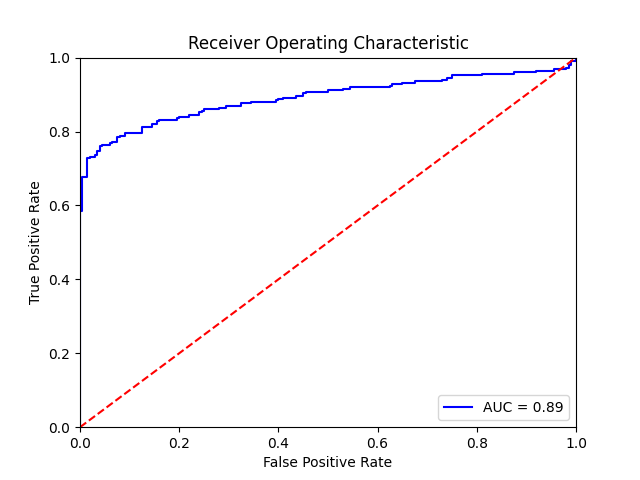 Receiver Operating Characteristic
1.0
0.8
0.6
0.4
0.2
0.0
True Positive Rate
AUC = 0.89
0.0 0.2 0.4 0.6 0.8 1.0
False Positive Rate